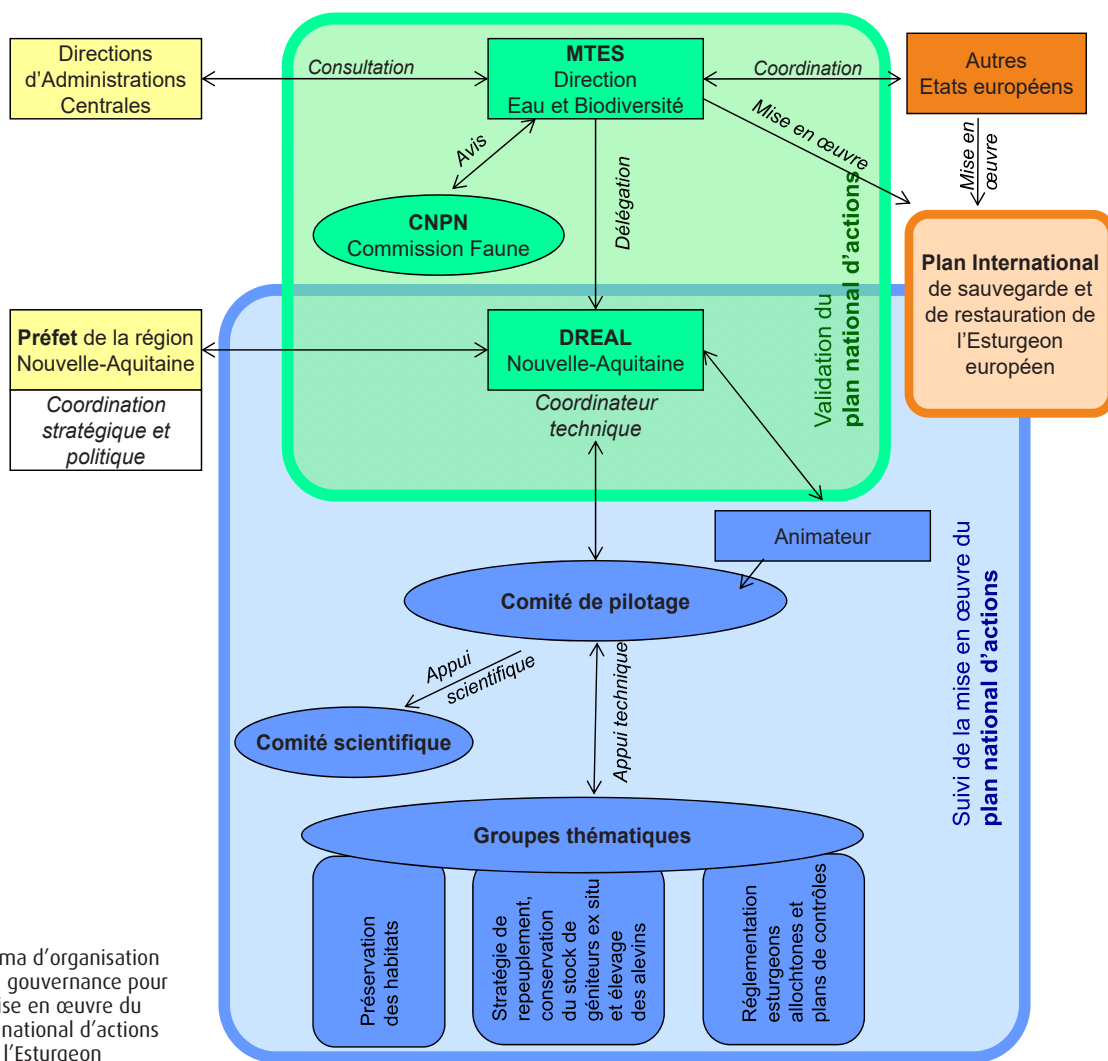 Directions
d'Administrations
Centrales
Consultation
MTES
Direction
Eau et Biodiversité
Coordination
Autres
Etats européens
Avis
Mise en œuvre
Mise en
œuvre
CNPN
Commission Faune
Délégation
Validation du
plan national d'actions
Plan International
de sauvegarde et
de restauration de
l'Esturgeon
européen
Préfet de la région
Nouvelle-Aquitaine
Coordination
stratégique et
politique
DREAL
Nouvelle-Aquitaine
Coordinateur
technique
Animateur
Comité de pilotage
Suivi de la mise en œuvre du
plan national d'actions
Appui
scientifique
Appui technique
Comité scientifique
Groupes thématiques
Préservation
des habitats
Stratégie de
repeuplement,
conservation
du stock de
géniteurs ex situ
et élevage
des alevins
Réglementation
esturgeons
allochtones et
plans de contrôles
ma d'organisation
gouvernance pour
ise en œuvre du
national d'actions
l'Esturgeon